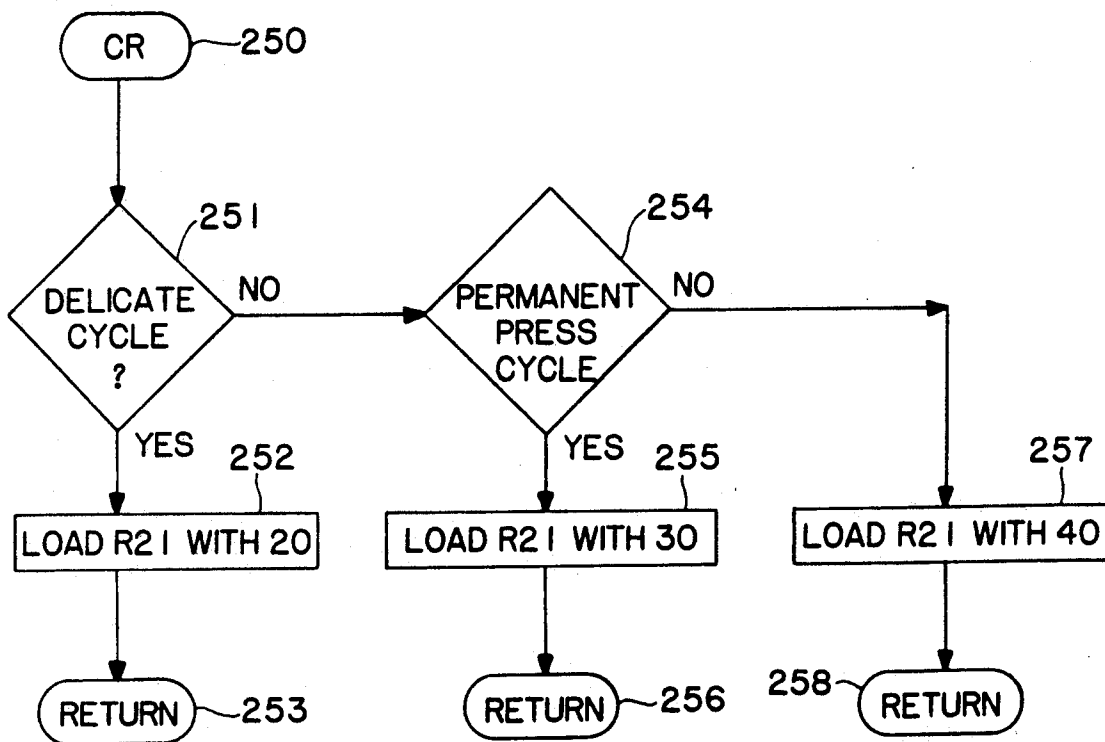 CR
250
251
DELICATE
CYCLE
?
NO
YES
254
PERMANENT
PRESS
CYCLE
NO
YES
252
LOAD R21 WITH 20
255
LOAD R21 WITH 30
257
LOAD R21 WITH 40
RETURN
253
RETURN
256
258
RETURN